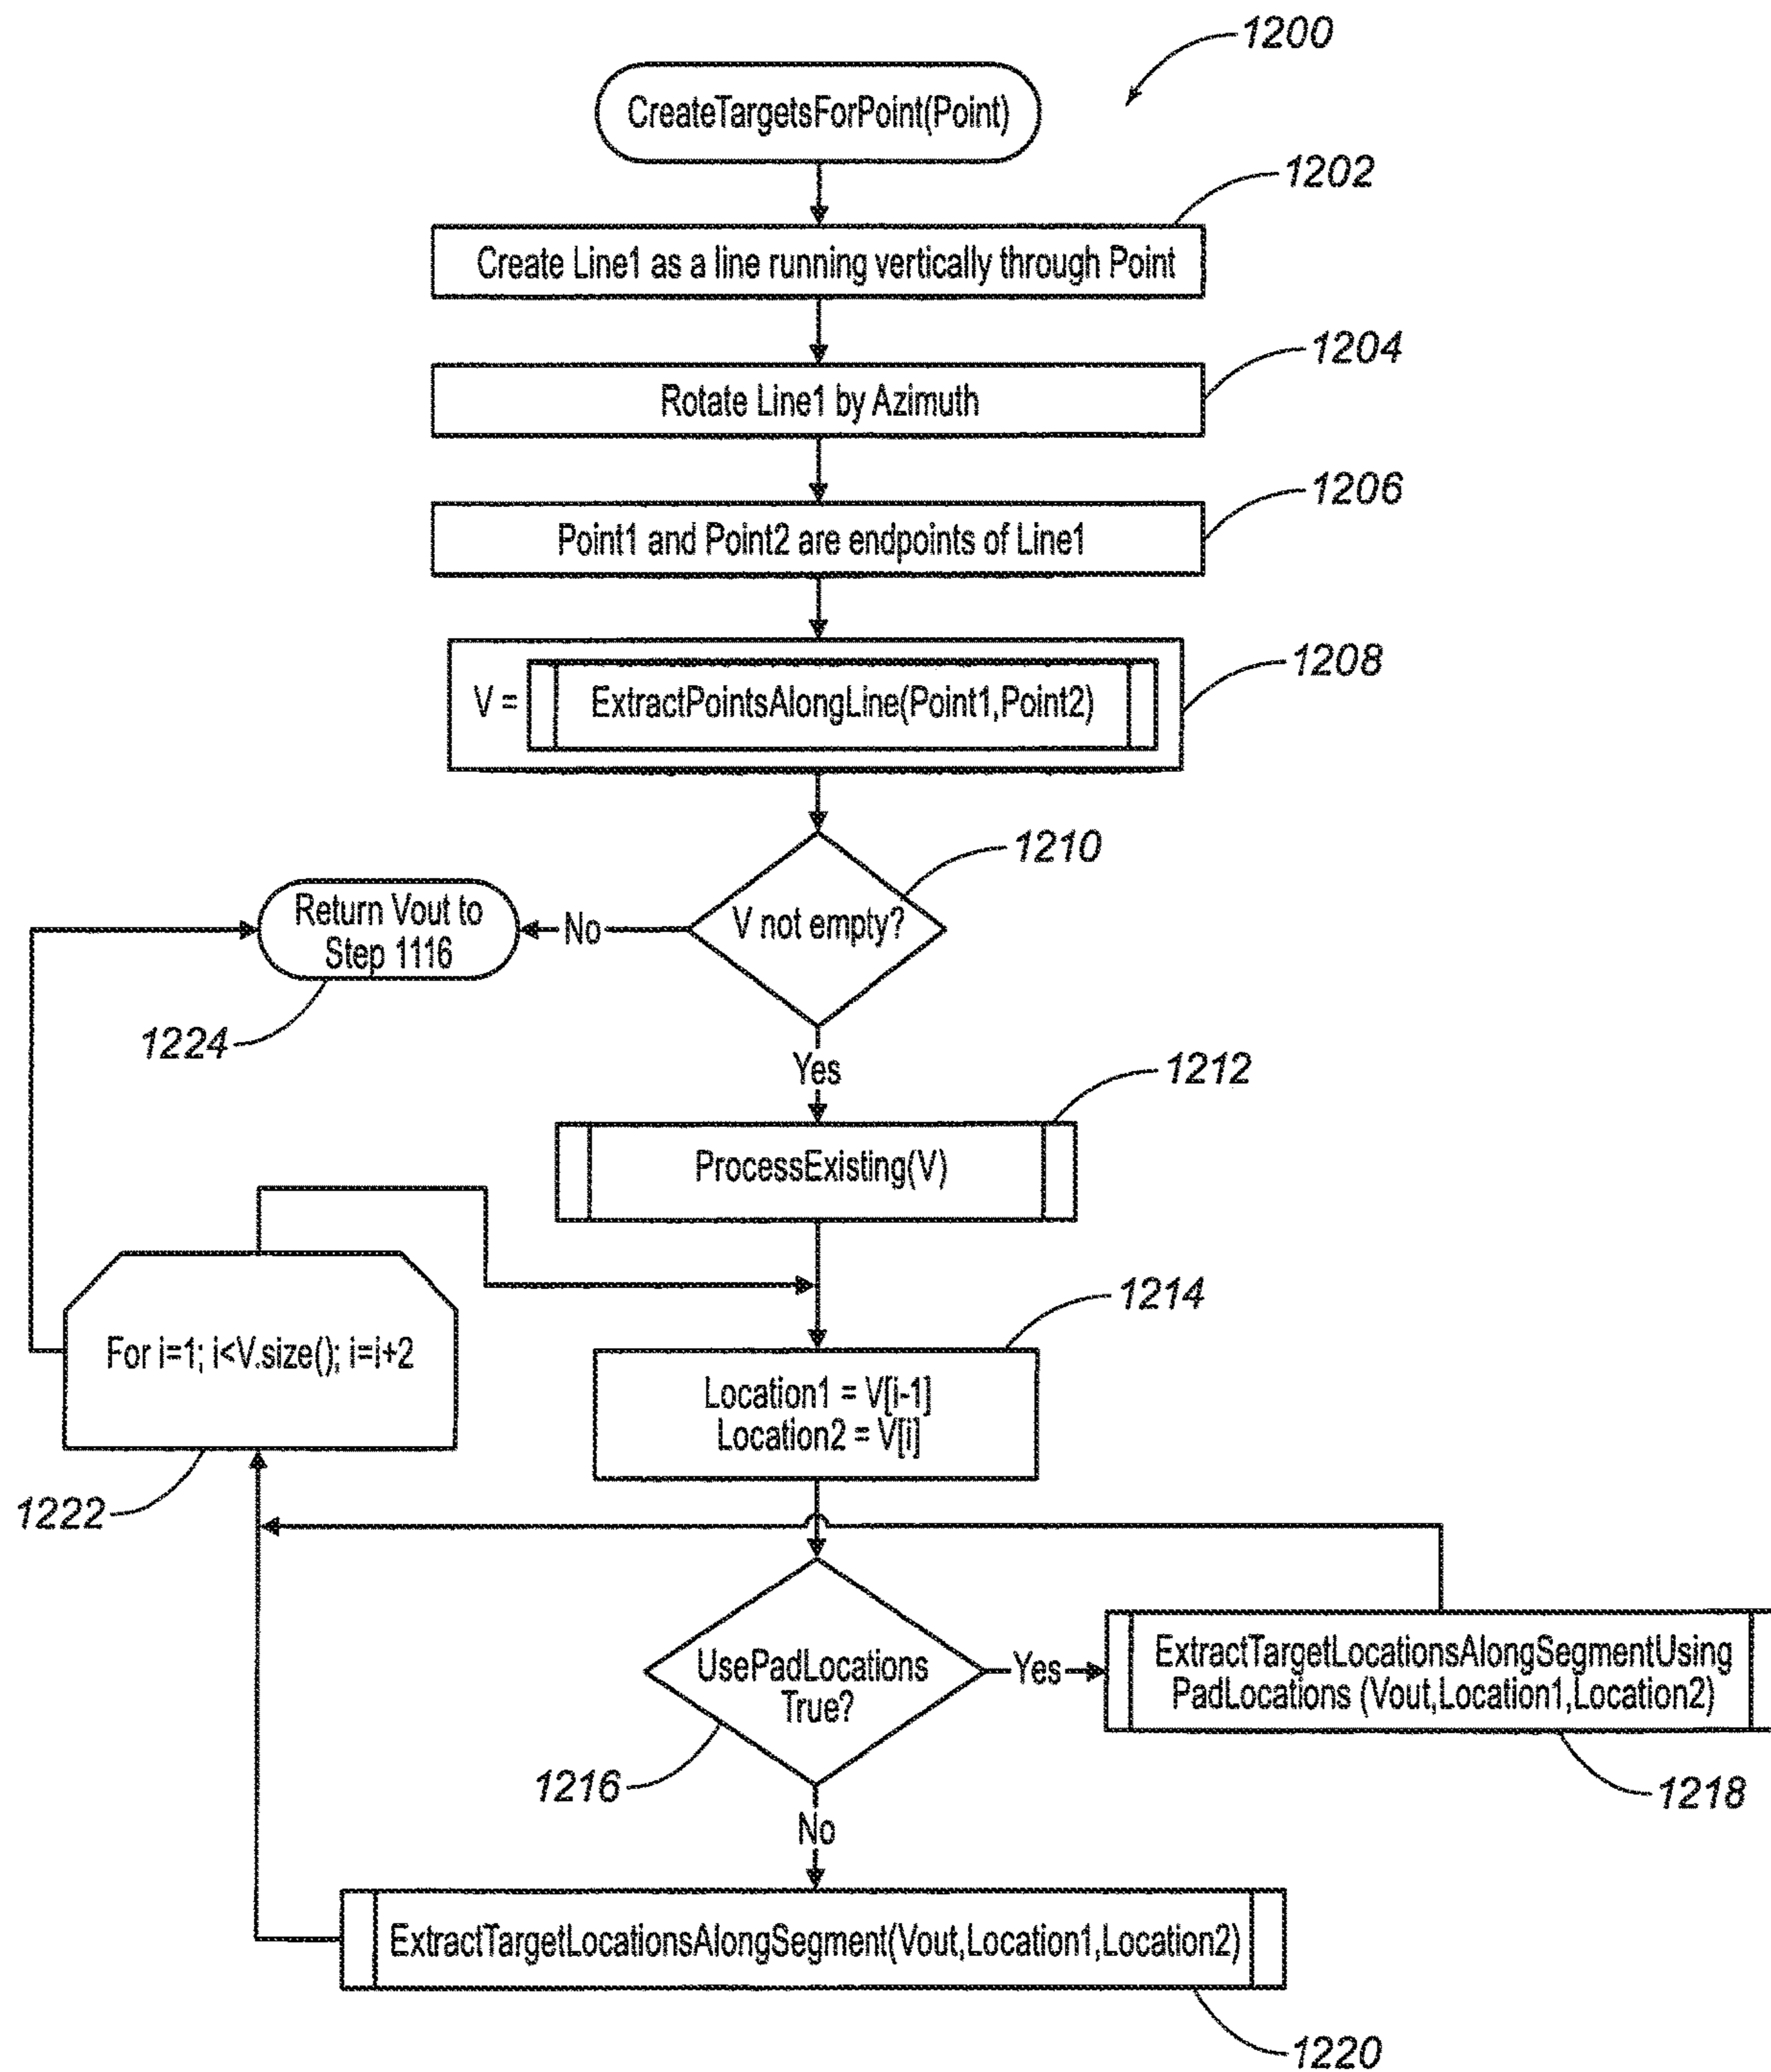 1200
CreateTargetsForPoint(Point)
1202
Create Line1 as a line running vertically through Point
1204
Rotate Line1 by Azimuth
1206
Point1 and Point2 are endpoints of Line1
1208
V = ExtractPointsAlongLine(Point1,Point2)
1210
V not empty?
No
Return Vout to
Step 1116
1224
Yes
1212
ProcessExisting(V)
1214
For i=1; i<V.size(); i=i+2
Location1 = V[i-1]
Location2 = V[i]
1222
UsePadLocations
True?
Yes
ExtractTargetLocationsAlongSegmentUsing
PadLocations (Vout,Location1,Location2)
1216
1218
No
ExtractTargetLocationsAlongSegment(Vout,Location1,Location2)
1220